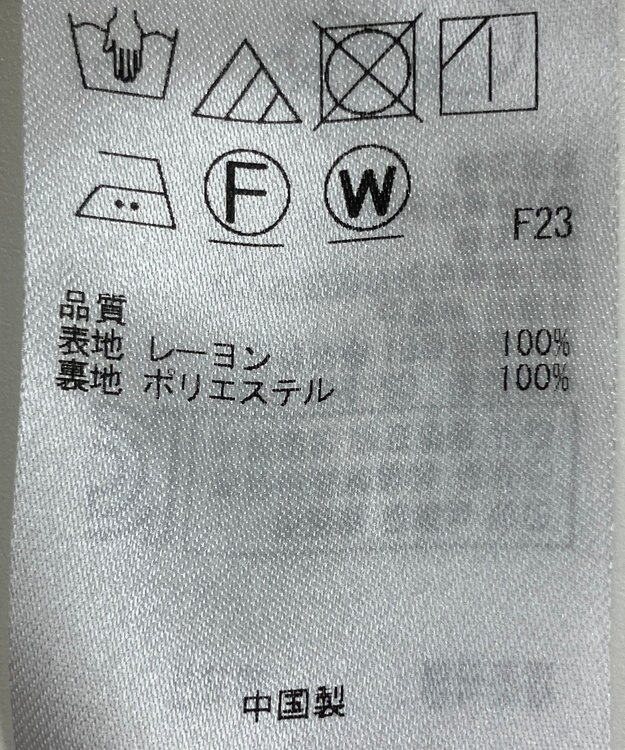 F W F23
品質
表地 レーヨン 100%
裏地 ポリエステル 100%
中国製